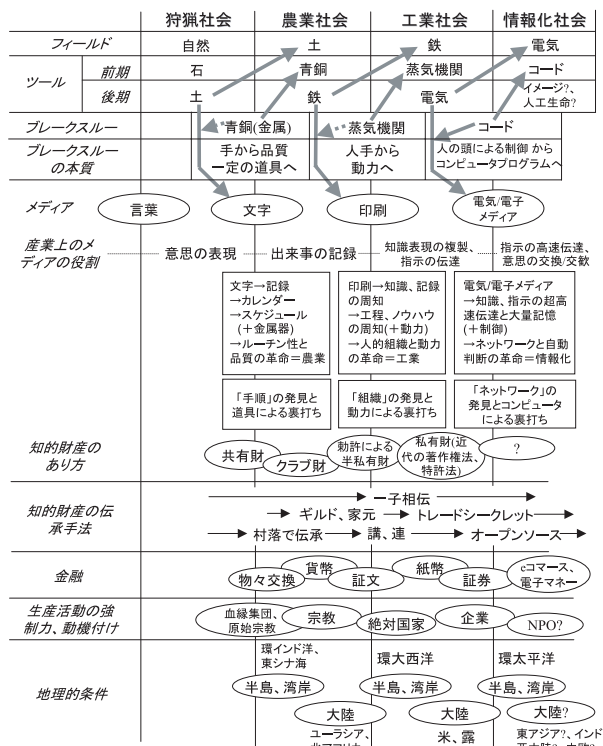 狩猟社会 農業社会 工業社会 情報化社会
フィールド 自然 土 鉄 電気
ツール 前期 石 青銅 蒸気機関 コード
後期 土 鉄 電気 イメージ?、
人工生命?
ブレークスルー 青銅(金属) 蒸気機関 コード
ブレークスルー
の本質
手から品質
一定の道具へ
人手から
動力へ
人の頭による制御 から
コンピュータプログラムへ
メディア 言葉 文字 印刷 電気/電子
メディア
産業上のメ
ディアの役割
意思の表現 出来事の記録
知識表現の複製、
指示の伝達
指示の高速伝達、
意思の交換/交歓
文字→記録
→カレンダー
→スケジュール
(+金属器)
→ルーチン性と
品質の革命=農業
印刷→知識、記録
の周知
→工程、ノウハウ
の周知(+動力)
→人的組織と動力
の革命=工業
電気/電子メディア
→知識、指示の超高
速伝達と大量記憶
(+制御)
→ネットワークと自動
判断の革命=情報化
「手順」の発見と
道具による裏打ち
「組織」の発見と
動力による裏打ち
「ネットワーク」の
発見とコンピュータ
による裏打ち
知的財産の
あり方
共有財
クラブ財
勅許による
半私有財
私有財(近
代の著作権法、
特許法)
?
知的財産の伝
承手法
一子相伝
ギルド、家元 トレードシークレット
村落で伝承 講、連 オープンソース
金融 物々交換 貨幣 証文 紙幣 証券
eコマース、
電子マネー
生産活動の強
制力、動機付け
血縁集団、
原始宗教
宗教 絶対国家 企業 NPO?
地理的条件
環インド洋、
東シナ海
環大西洋 環太平洋
半島、湾岸 半島、湾岸 半島、湾岸
大陸 大陸 大陸?
ユーラシア、
米、露
東アジア?、インド